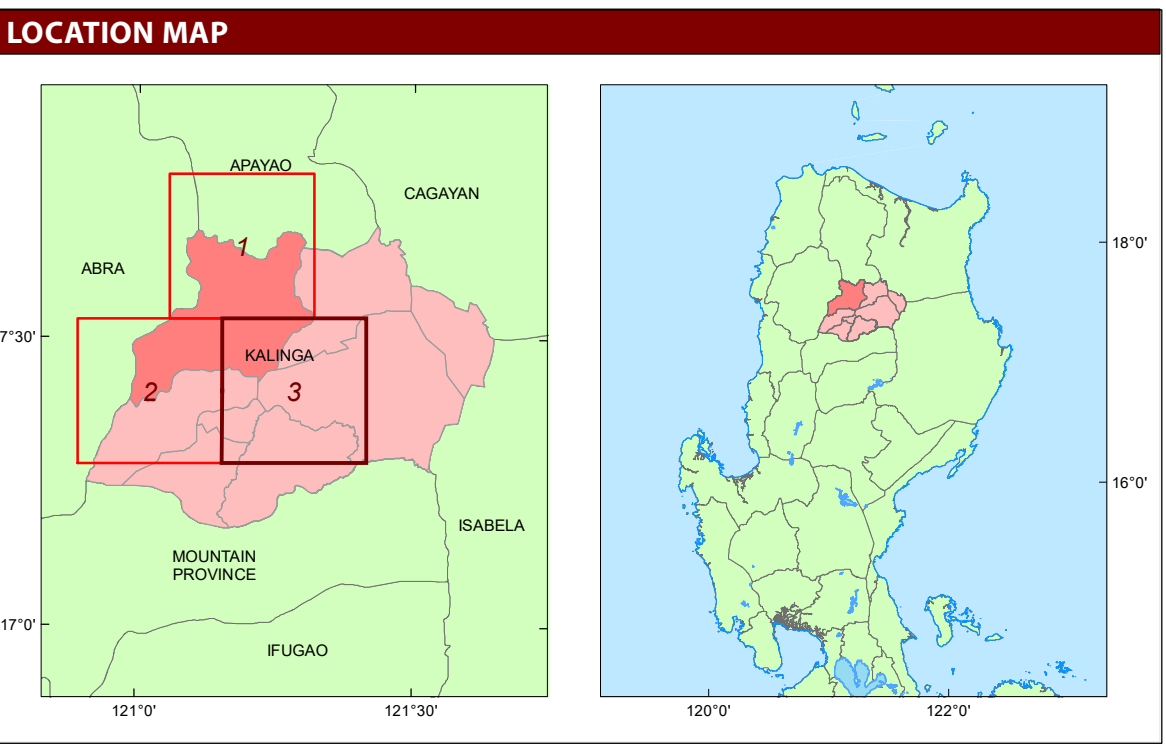 LOCATION MAP
APAYAO
CAGAYAN
1
ABRA
18°0'
7°30'
KALINGA
2
3
16°0'
ISABELA
MOUNTAIN
PROVINCE
17°0'
IFUGAO
121°0'
121°30'
120°0'
122°0'